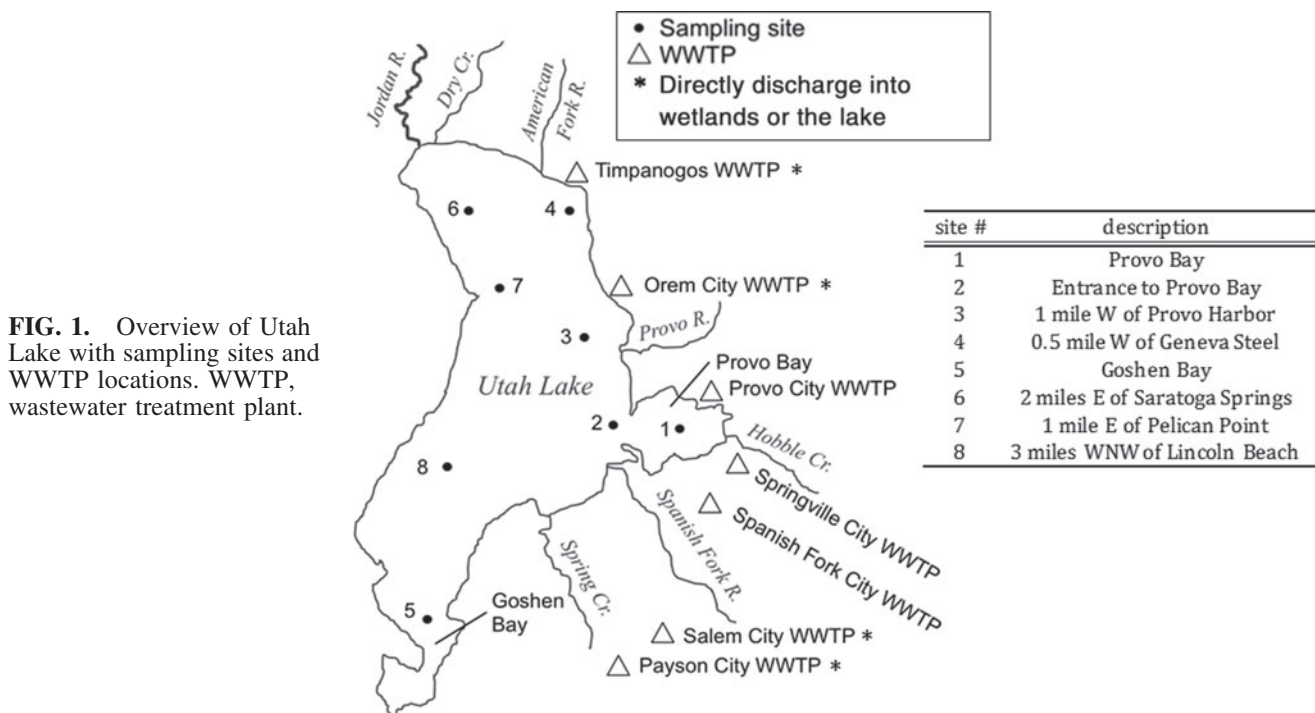 FIG. 1. Overview of Utah
Lake with sampling sites and
WWTP locations. WWTP,
wastewater treatment plant.
Sampling site
WWTP
* Directly discharge into
wetlands or the lake
Jordan R.
Dry Cr.
American
Fork R.
Timpanogos WWTP *
6
4
7
Orem City WWTP *
3
Provo R.
Utah Lake
Provo Bay
Provo City WWTP
2
1
Hobble Cr.
8
Springville City WWTP
Spanish Fork City WWTP
Spanish Fork R.
Spring Cr.
5
Goshen
Bay
Salem City WWTP *
Payson City WWTP *
site # description
1 Provo Bay
2 Entrance to Provo Bay
3 1 mile W of Provo Harbor
4 0.5 mile W of Geneva Steel
5 Goshen Bay
6 2 miles E of Saratoga Springs
7 1 mile E of Pelican Point
8 3 miles WNW of Lincoln Beach